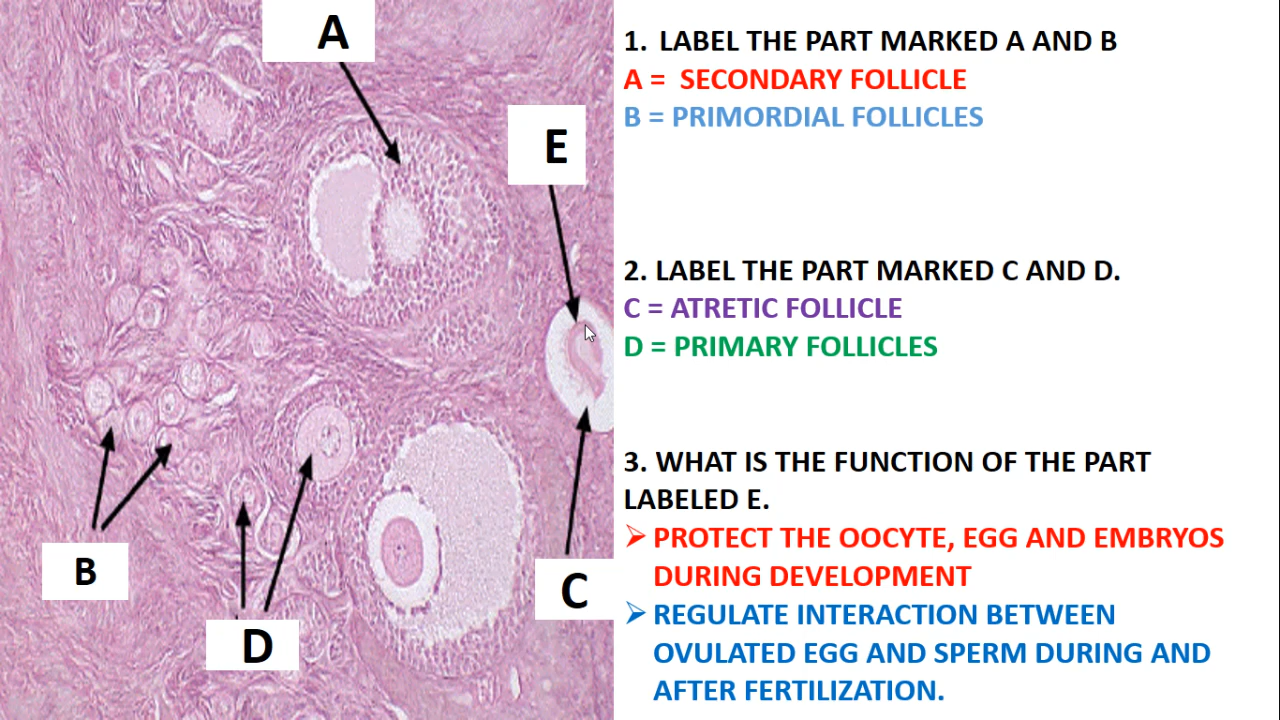 A
E
B
D
C
1. LABEL THE PART MARKED A AND B
A = SECONDARY FOLLICLE
B = PRIMORDIAL FOLLICLES
2. LABEL THE PART MARKED C AND D.
C = ATRETIC FOLLICLE
D = PRIMARY FOLLICLES
3. WHAT IS THE FUNCTION OF THE PART
LABELED E.
➢ PROTECT THE OOCYTE, EGG AND EMBRYOS
DURING DEVELOPMENT
➢ REGULATE INTERACTION BETWEEN
OVULATED EGG AND SPERM DURING AND
AFTER FERTILIZATION.